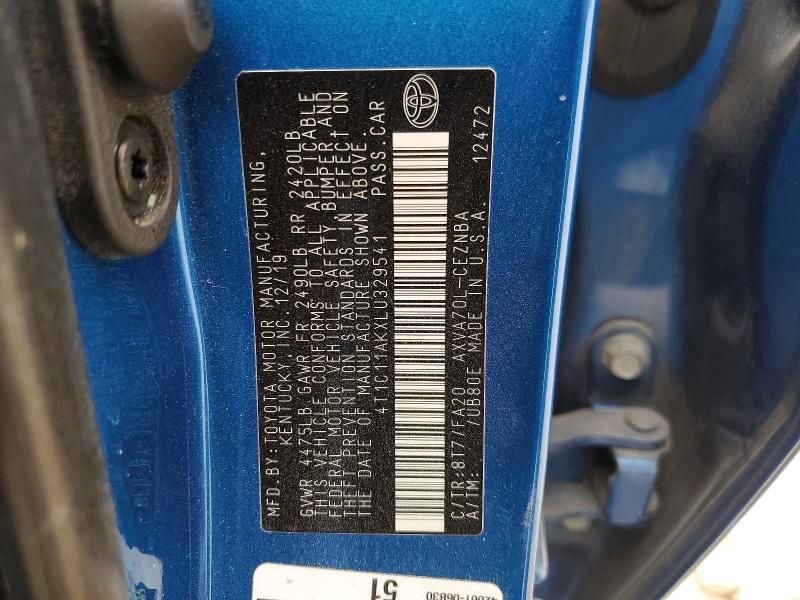 MFD. BY: TOYOTA MOTOR MANUFACTURING,
KENTUCKY, INC. 12/19
GVWR 4475LB GAWR FR 2490LB RR 2420LB
THIS VEHICLE CONFORMS TO ALL APPLICABLE
FEDERAL MOTOR VEHICLE SAFETY, BUMPER, AND
THEFT PREVENTION STANDARDS IN EFFECT ON
THE DATE OF MANUFACTURE SHOWN ABOVE.
4T1C11AKXLU329541 PASS. CAR
C/TR: 8T7 /FA20 AXVA70L-CEZNBA
A/TM: /UB80E MADE IN U.S.A. 12472
51
42661-06830